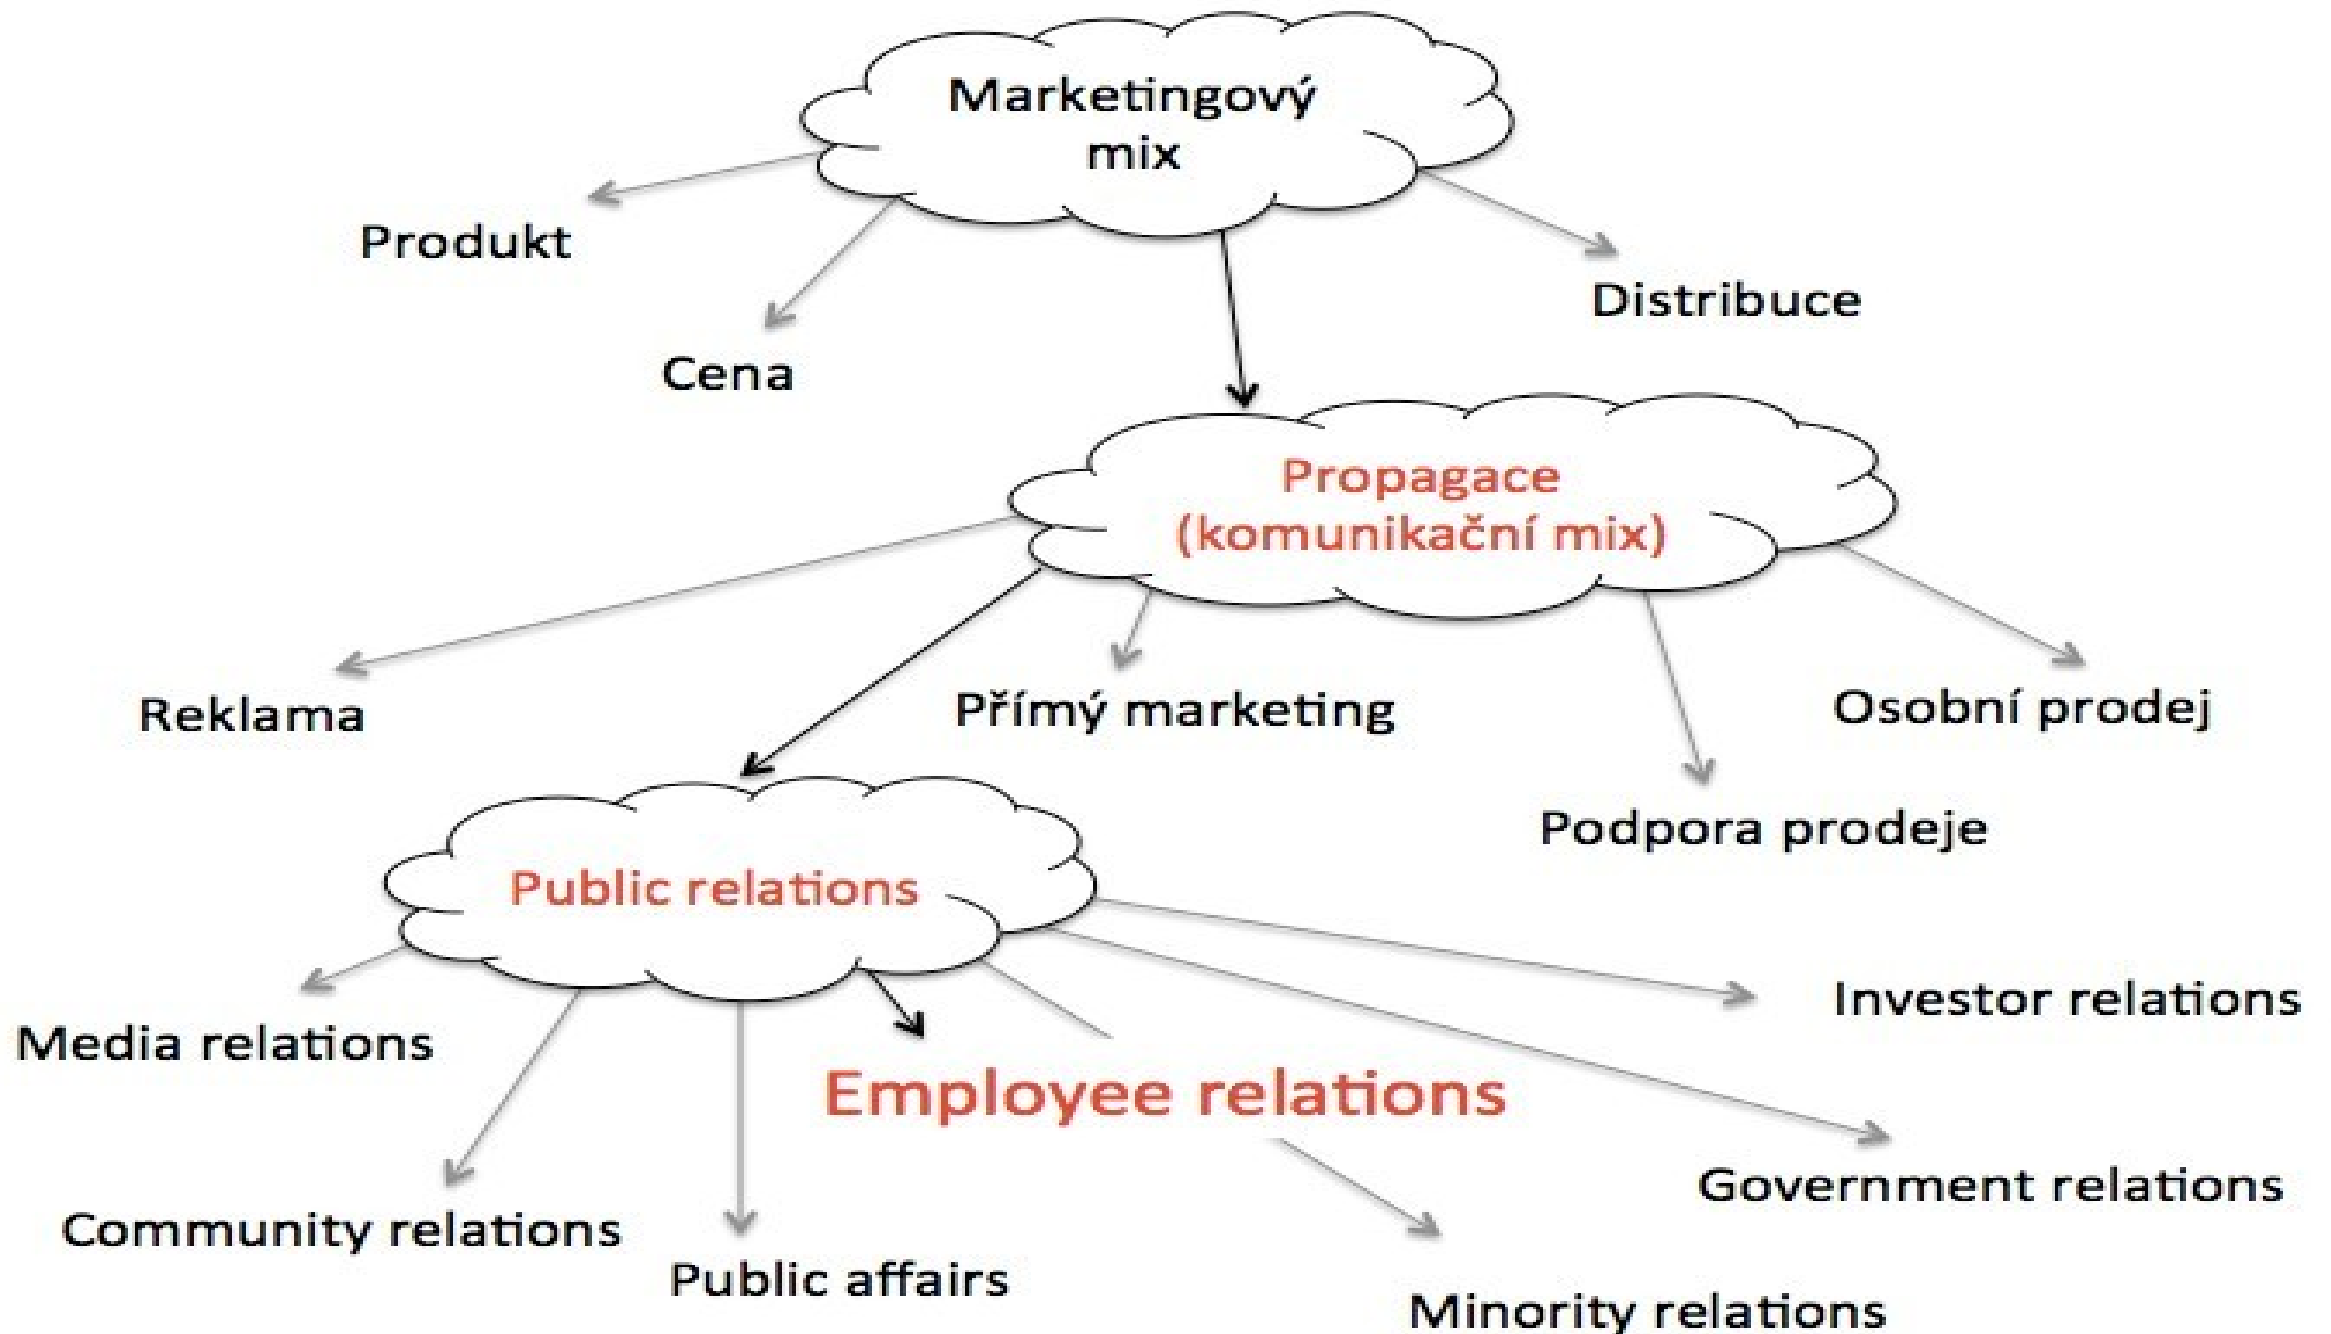 Marketingový
mix
Produkt
Distribuce
Cena
Propagace
(komunikační mix)
Reklama
Přímý marketing
Osobní prodej
Podpora prodeje
Public relations
Investor relations
Media relations
Employee relations
Government relations
Community relations
Public affairs
Minority relations